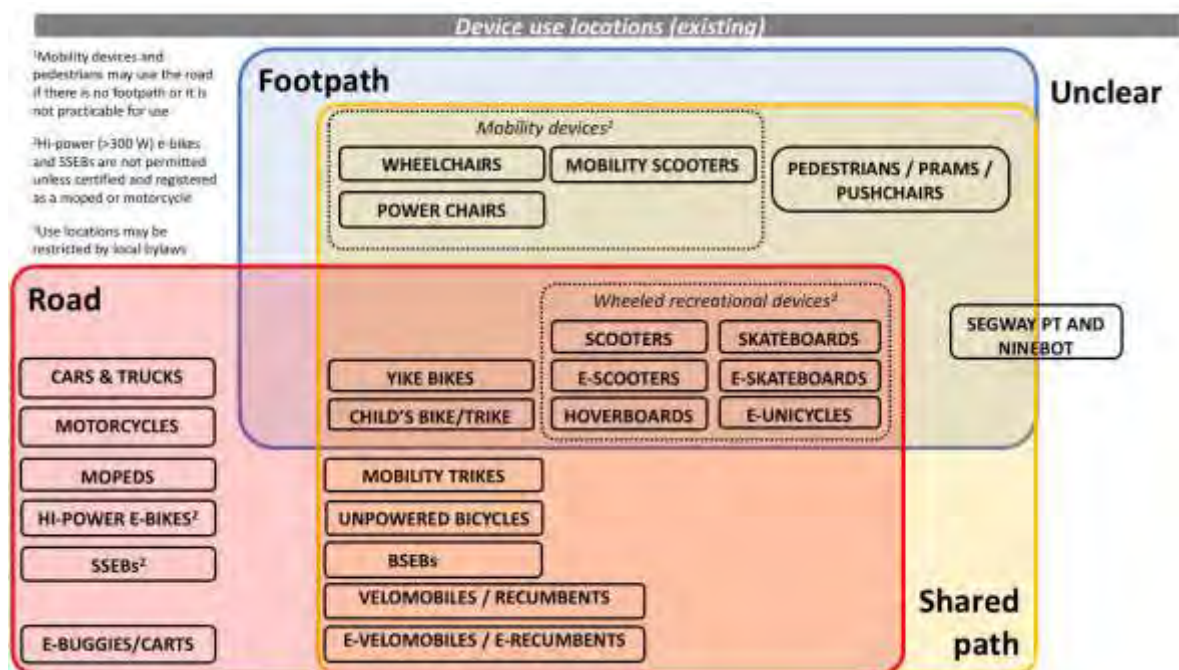 Device use locations (existing)
¹Mobility devices and
pedestrians may use the road
if there is no footpath or it is
not practicable for use
²Hi-power (>300 W) e-bikes
and SSEBs are not permitted
unless certified and registered
as a moped or motorcycle
³Use locations may be
restricted by local bylaws
Footpath
Unclear
Mobility devices¹
WHEELCHAIRS
MOBILITY SCOOTERS
POWER CHAIRS
PEDESTRIANS / PRAMS /
PUSHCHAIRS
Road
Wheeled recreational devices³
SCOOTERS
SKATEBOARDS
SEGWAY PT AND
NINEBOT
CARS & TRUCKS
YIKE BIKES
E-SCOOTERS
E-SKATEBOARDS
MOTORCYCLES
CHILD'S BIKE/TRIKE
HOVERBOARDS
E-UNICYCLES
MOPEDS
MOBILITY TRIKES
HI-POWER E-BIKES²
UNPOWERED BICYCLES
SSEBs²
BSEBs
VELOMOBILES / RECUMBENTS
E-BUGGIES/CARTS
E-VELOMOBILES / E-RECUMBENTS
Shared
path